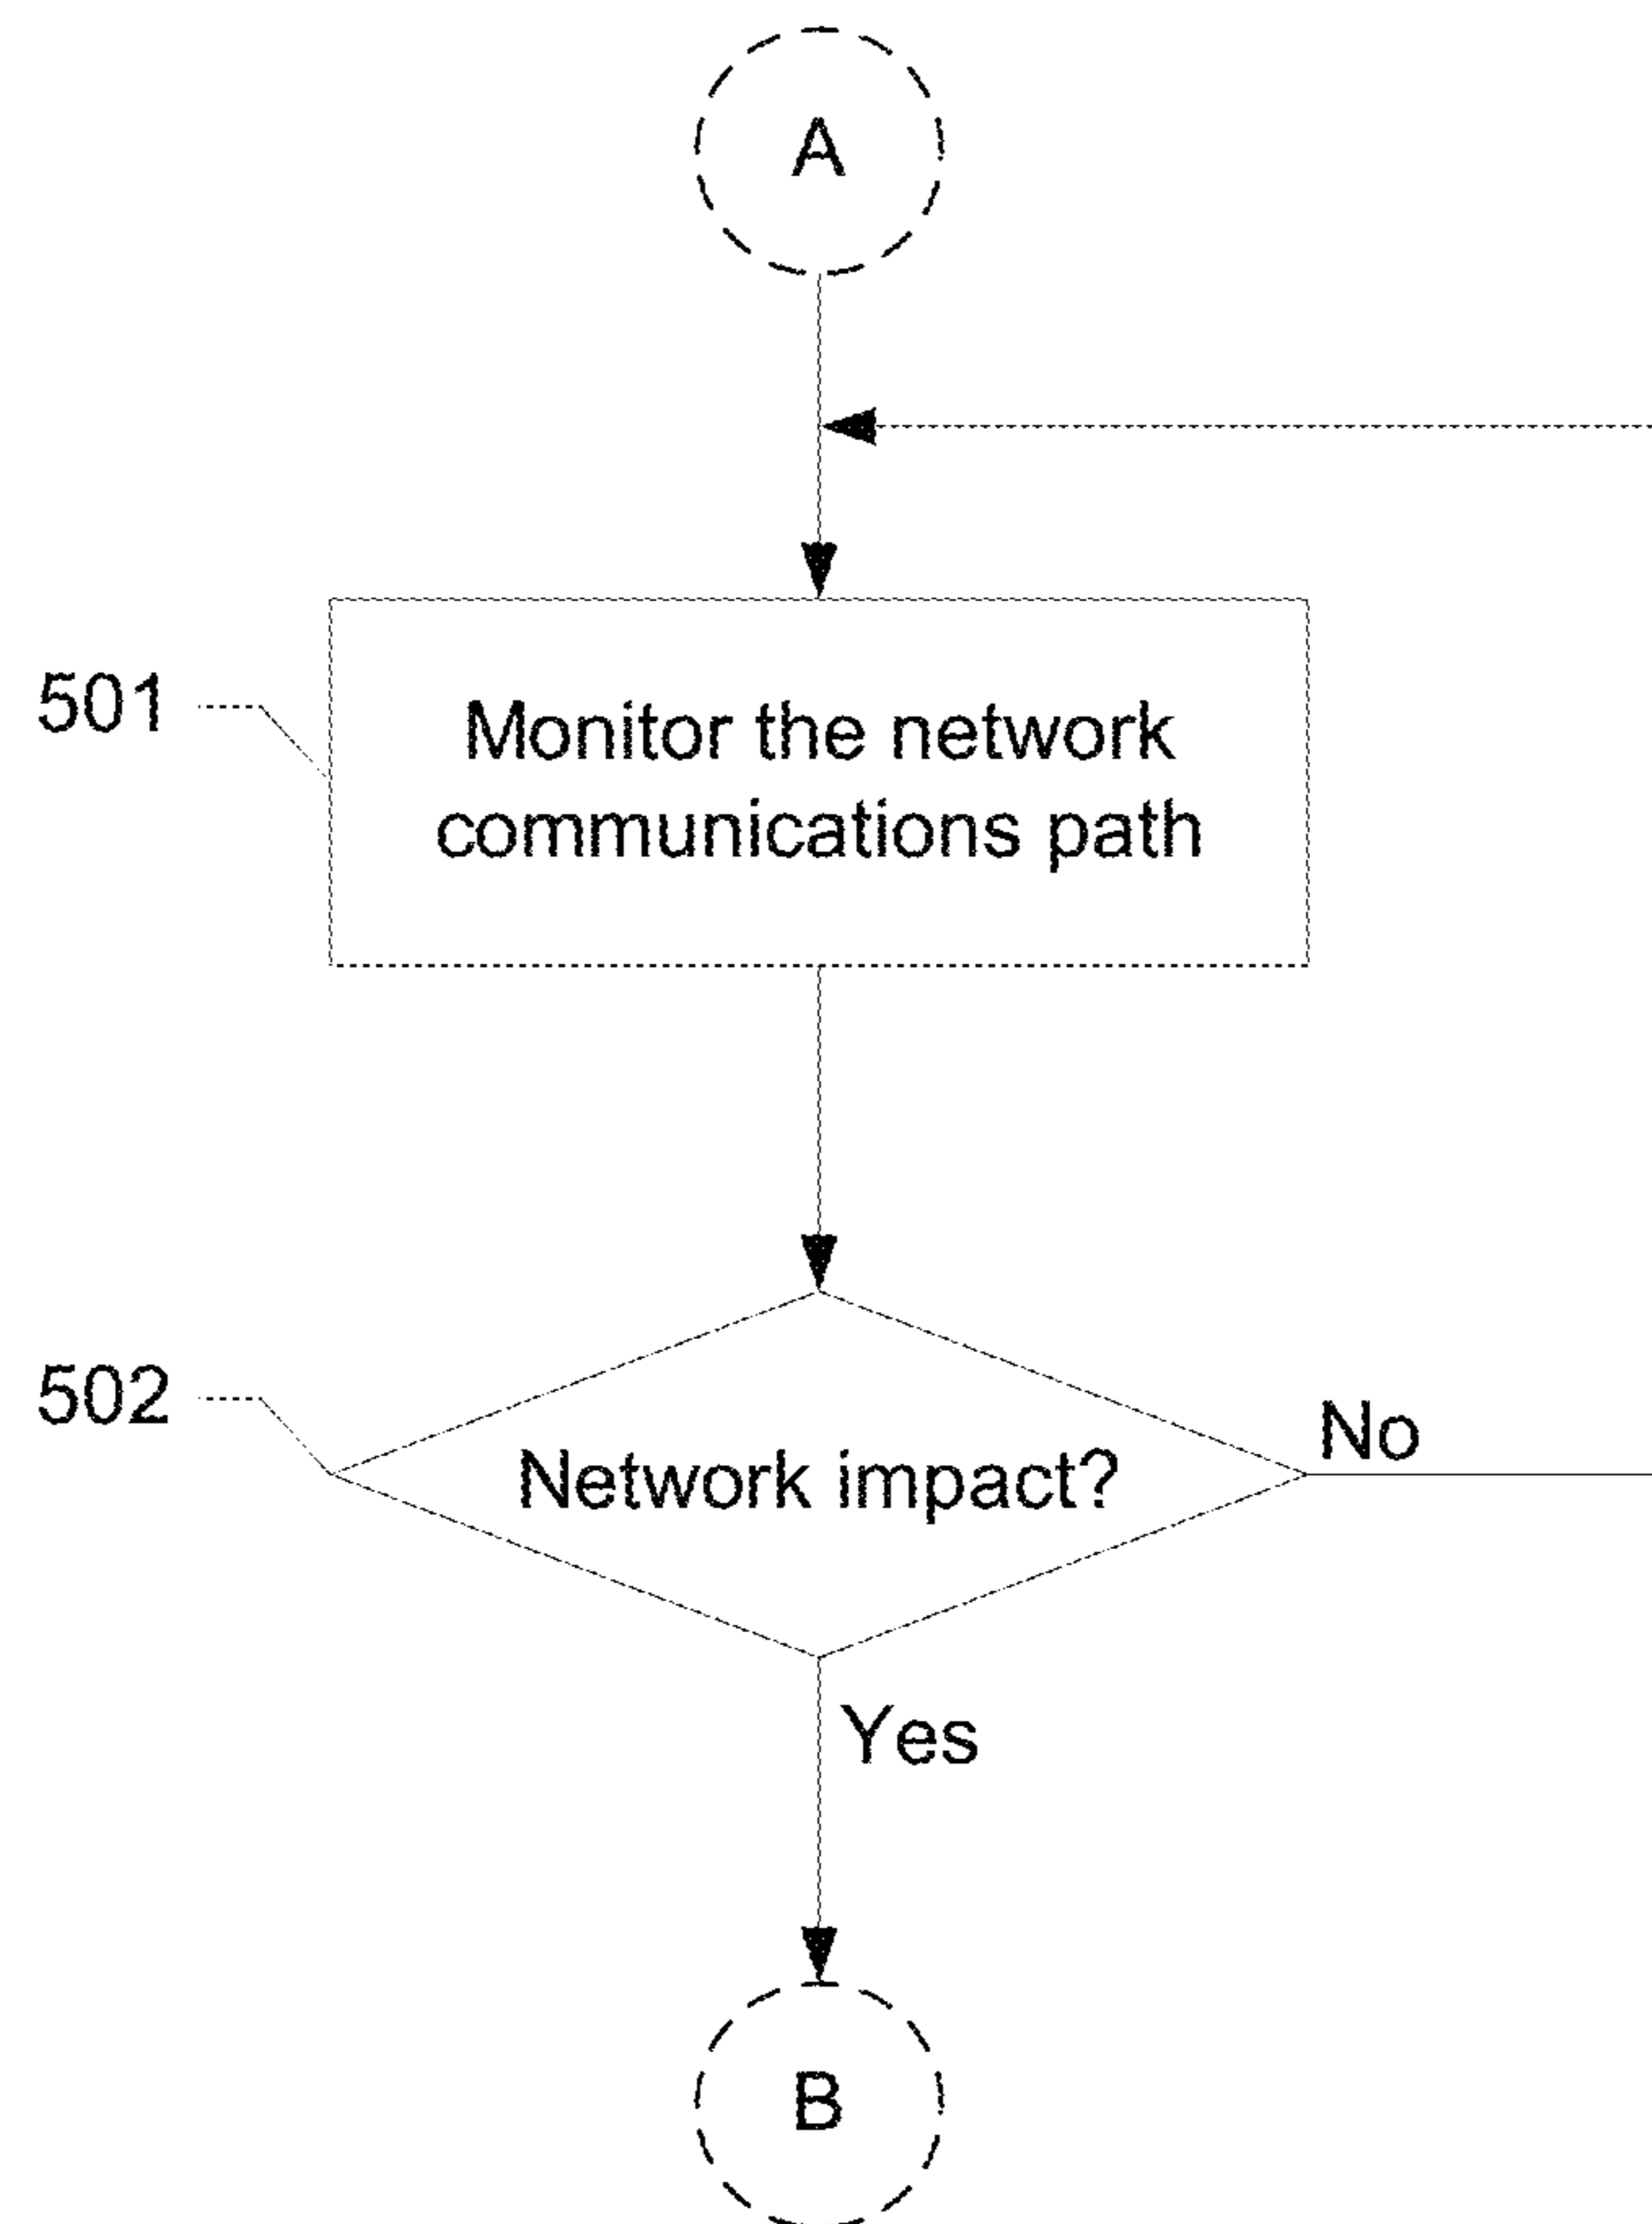 A
501
Monitor the network
communications path
502
Network impact?
No
Yes
B